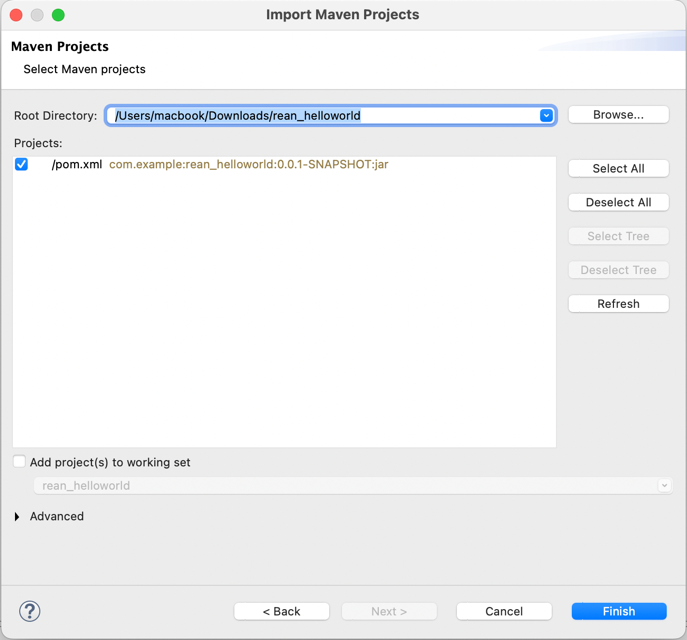 Import Maven Projects
Maven Projects
Select Maven projects
Root Directory: /Users/macbook/Downloads/rean_helloworld Browse...
Projects:
/pom.xml com.example:rean_helloworld:0.0.1-SNAPSHOT:jar
Select All
Deselect All
Select Tree
Deselect Tree
Refresh
Add project(s) to working set
rean_helloworld
Advanced
? < Back Next > Cancel Finish